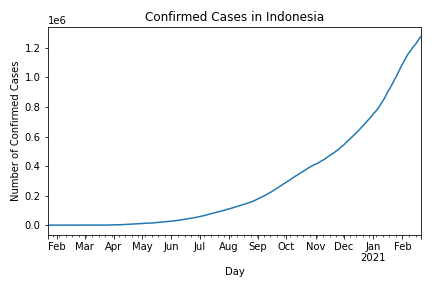 Confirmed Cases in Indonesia
1e6
1.2
1.0
0.8
0.6
0.4
0.2
0.0
Number of Confirmed Cases
Feb Mar Apr May Jun Jul Aug Sep Oct Nov Dec Jan Feb
2021
Day